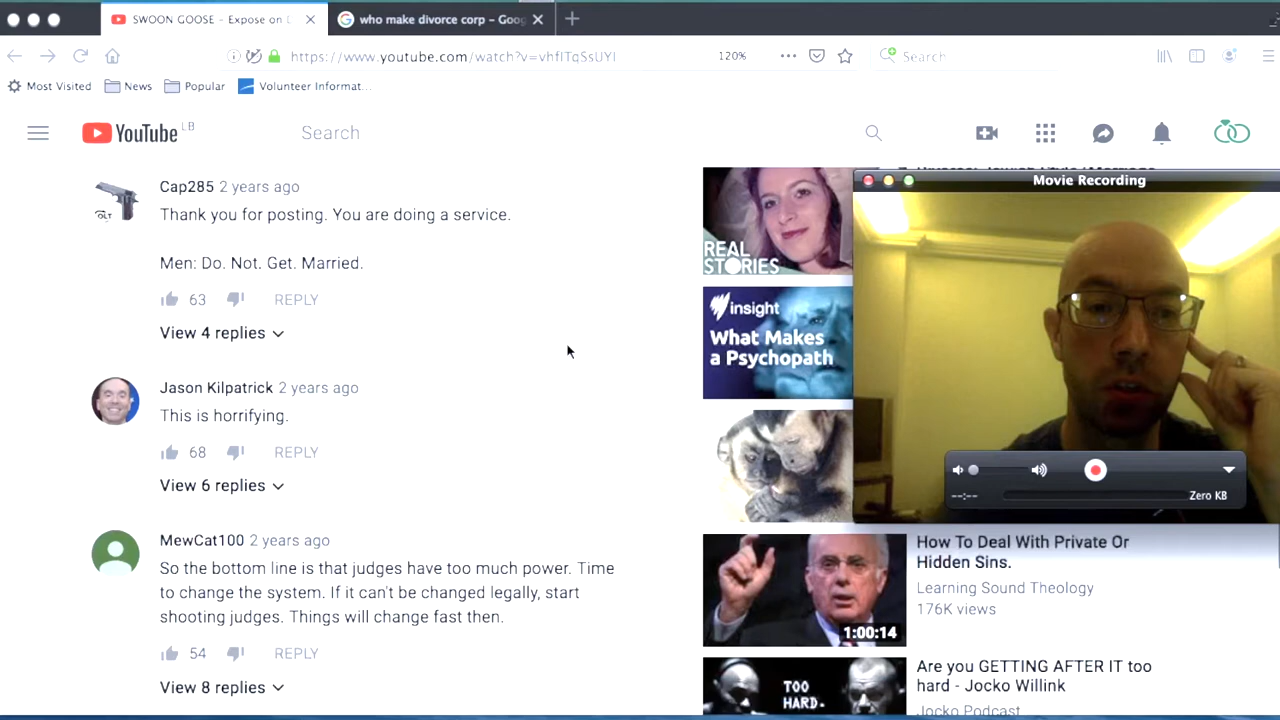 SWOON GOOSE - Expose on
who make divorce corp – Goog
https://www.youtube.com/watch?v=
120%
Search
Most Visited
News
Popular
Volunteer Informat...
YouTube LB
Search
Cap285 2 years ago
Thank you for posting. You are doing a service.
Men: Do. Not. Get. Married.
63
REPLY
View 4 replies
Jason Kilpatrick 2 years ago
This is horrifying.
68
REPLY
View 6 replies
MewCat100 2 years ago
So the bottom line is that judges have too much power. Time
to change the system. If it can't be changed legally, start
shooting judges. Things will change fast then.
54
REPLY
View 8 replies
COLT
REAL
STORIES
insight
What Makes
a Psychopath
Movie Recording
--:--
Zero KB
1:00:14
How To Deal With Private Or
Hidden Sins.
Learning Sound Theology
176K views
TOO
HARD.
Are you GETTING AFTER IT too
hard - Jocko Willink
Jocko Podcast